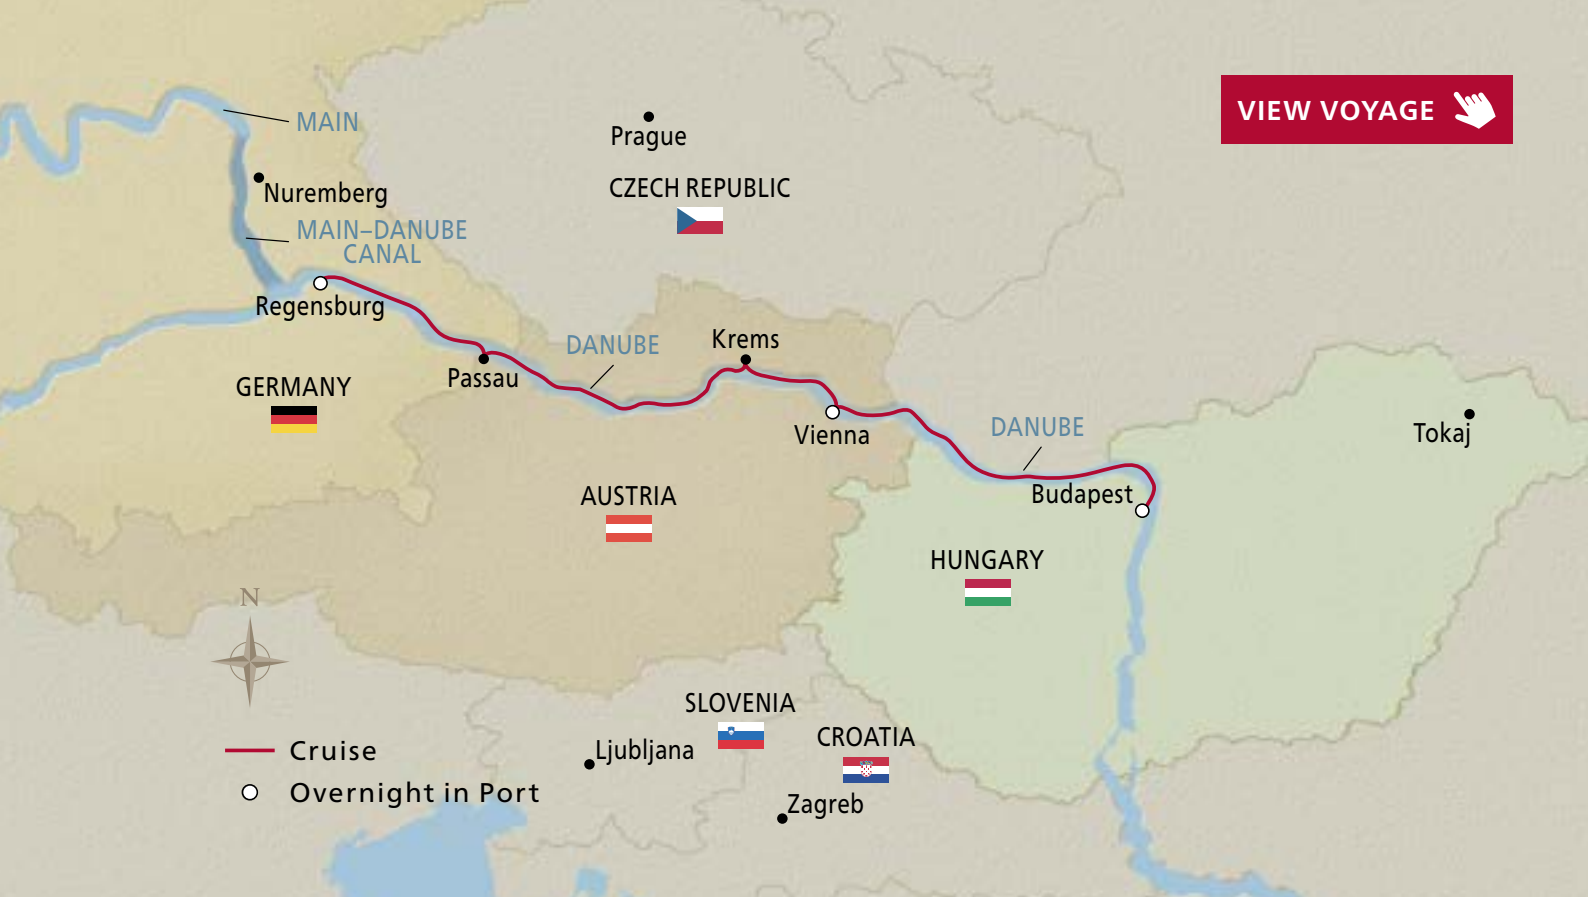 VIEW VOYAGE
MAIN
Prague
CZECH REPUBLIC
Nuremberg
MAIN–DANUBE
CANAL
Regensburg
DANUBE
Krems
Passau
GERMANY
Vienna
DANUBE
Tokaj
Budapest
AUSTRIA
HUNGARY
N
SLOVENIA
CROATIA
Ljubljana
Zagreb
Cruise
Overnight in Port